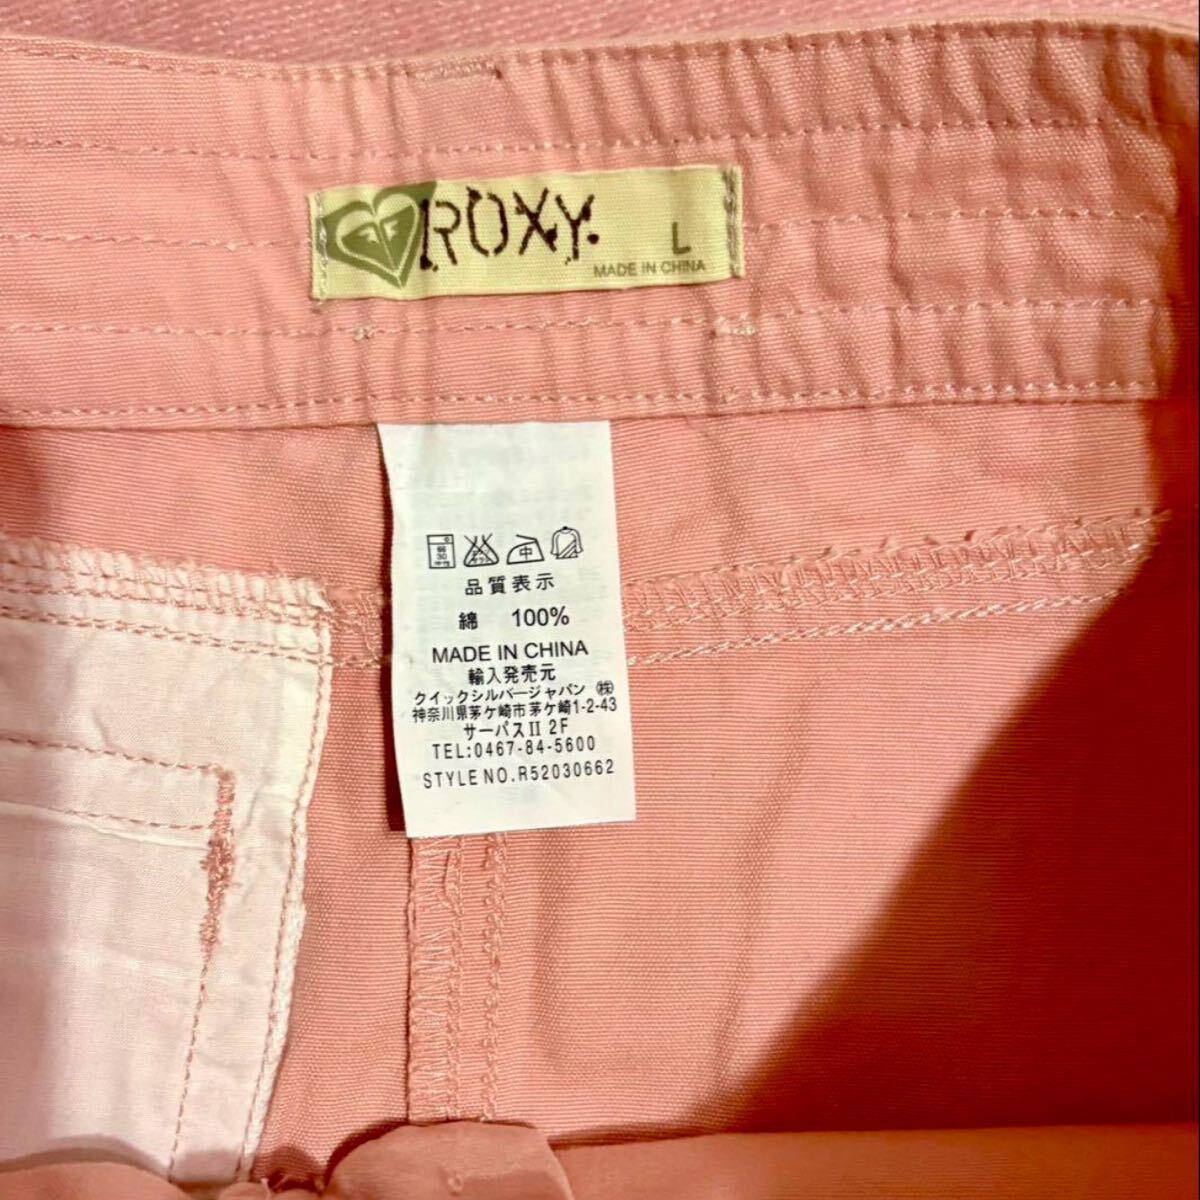 ROXY.
L
MADE IN CHINA
中
品質表示
綿 100%
MADE IN CHINA
輸入発売元
クイックシルバージャパン ㈱
神奈川県茅ケ崎市茅ケ崎1-2-43
サーパスII 2F
TEL:0467-84-5600
STYLE NO.R52030662